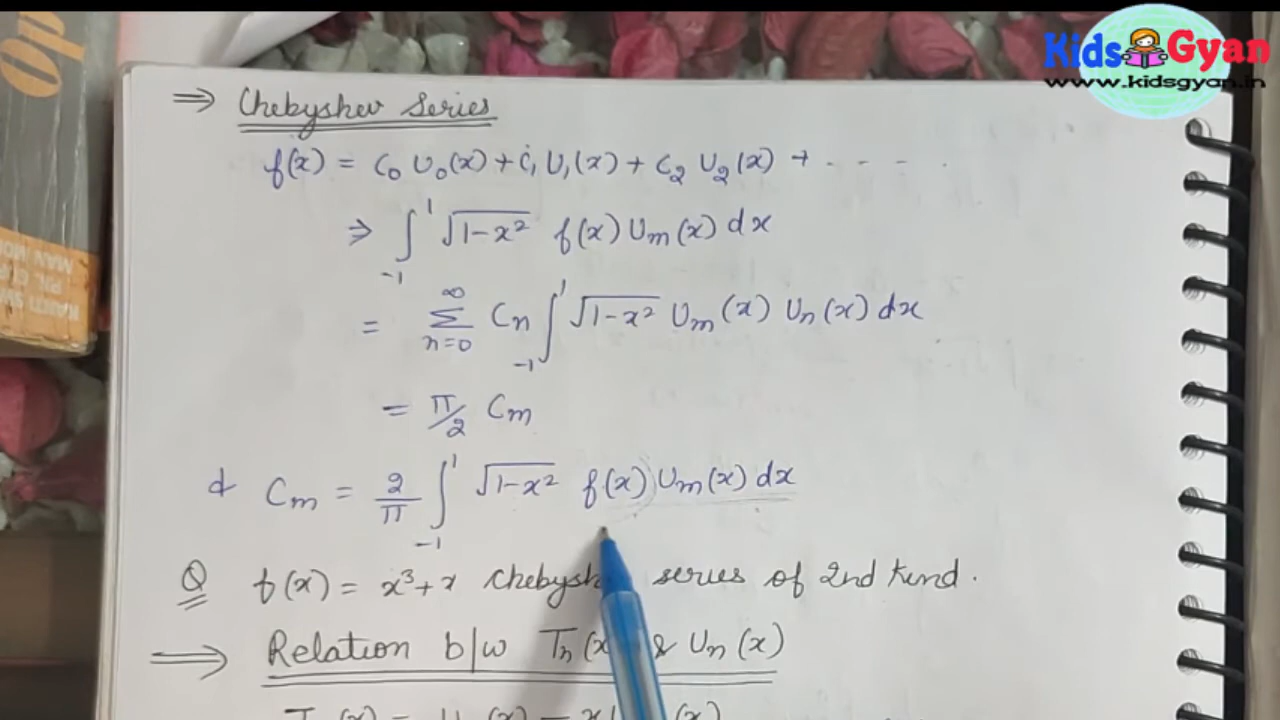 Kids Gyan
www.kidsgyan.in
Op
⇒ Chebyshev Series
f(x) = C₀ U₀(x) + C₁ U₁(x) + C₂ U₂(x) + - - - .
⇒ ∫₋₁¹ √1-x² f(x) Uₘ(x) dx
= Σₙ₌₀^∞ Cₙ ∫₋₁¹ √1-x² Uₘ(x) Uₙ(x) dx
= π/2 Cₘ
& Cₘ = 2/π ∫₋₁¹ √1-x² f(x) Uₘ(x) dx
Q f(x) = x³+x series of 2nd Kind.
⇒ Relation b/w Tₙ(x) & Uₙ(x)